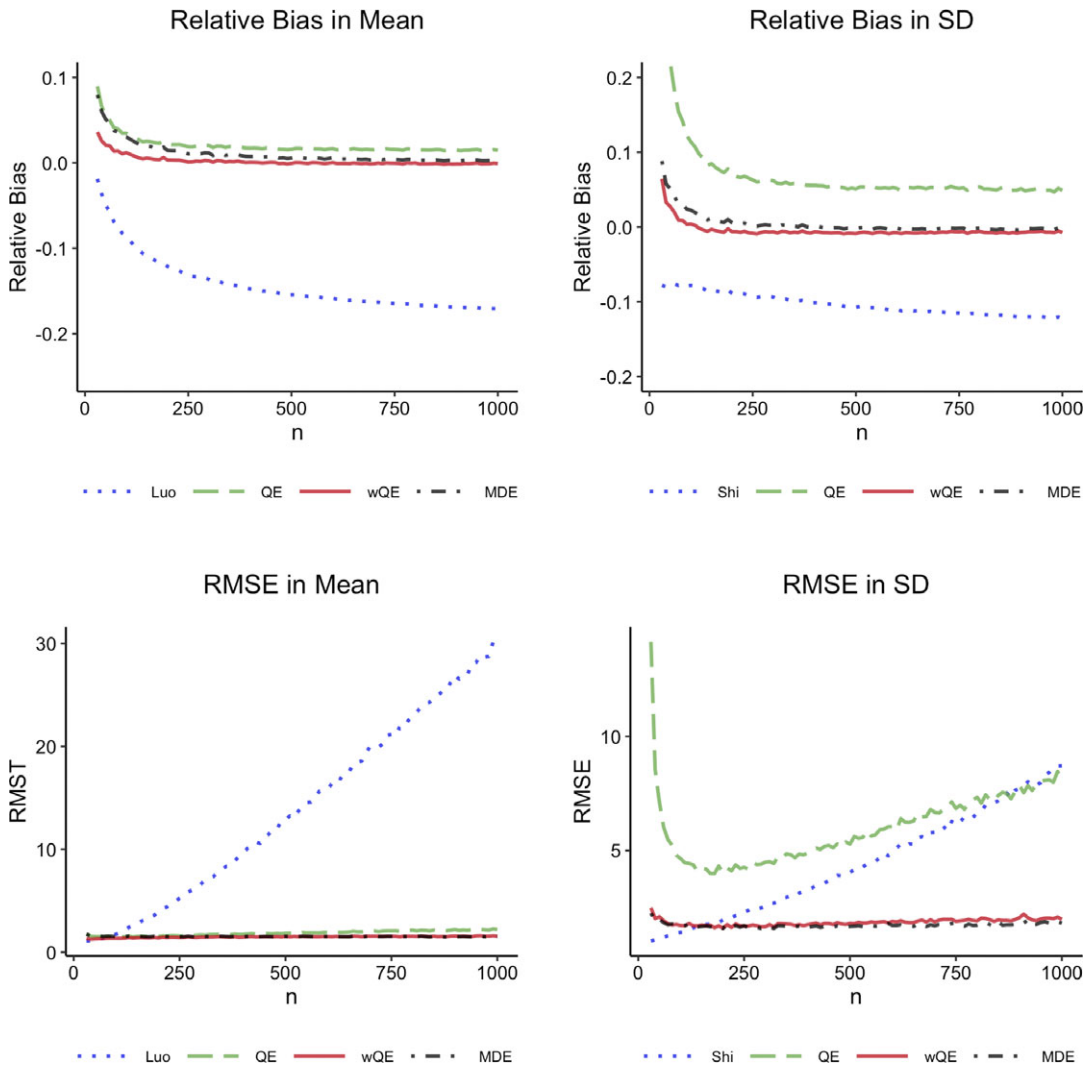 Relative Bias in Mean
Relative Bias
0.1
0.0
-0.1
-0.2
0 250 500 750 1000
n
Luo QE wQE MDE
Relative Bias in SD
Relative Bias
0.2
0.1
0.0
-0.1
-0.2
0 250 500 750 1000
n
Shi QE wQE MDE
RMSE in Mean
RMST
30
20
10
0
0 250 500 750 1000
n
Luo QE wQE MDE
RMSE in SD
RMSE
10
5
0 250 500 750 1000
n
Shi QE wQE MDE